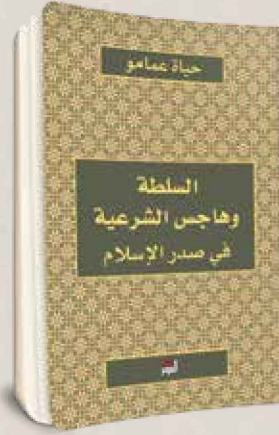 حياة عمامو
السلطة
وهاجس الشرعية
في صدر الإسلام